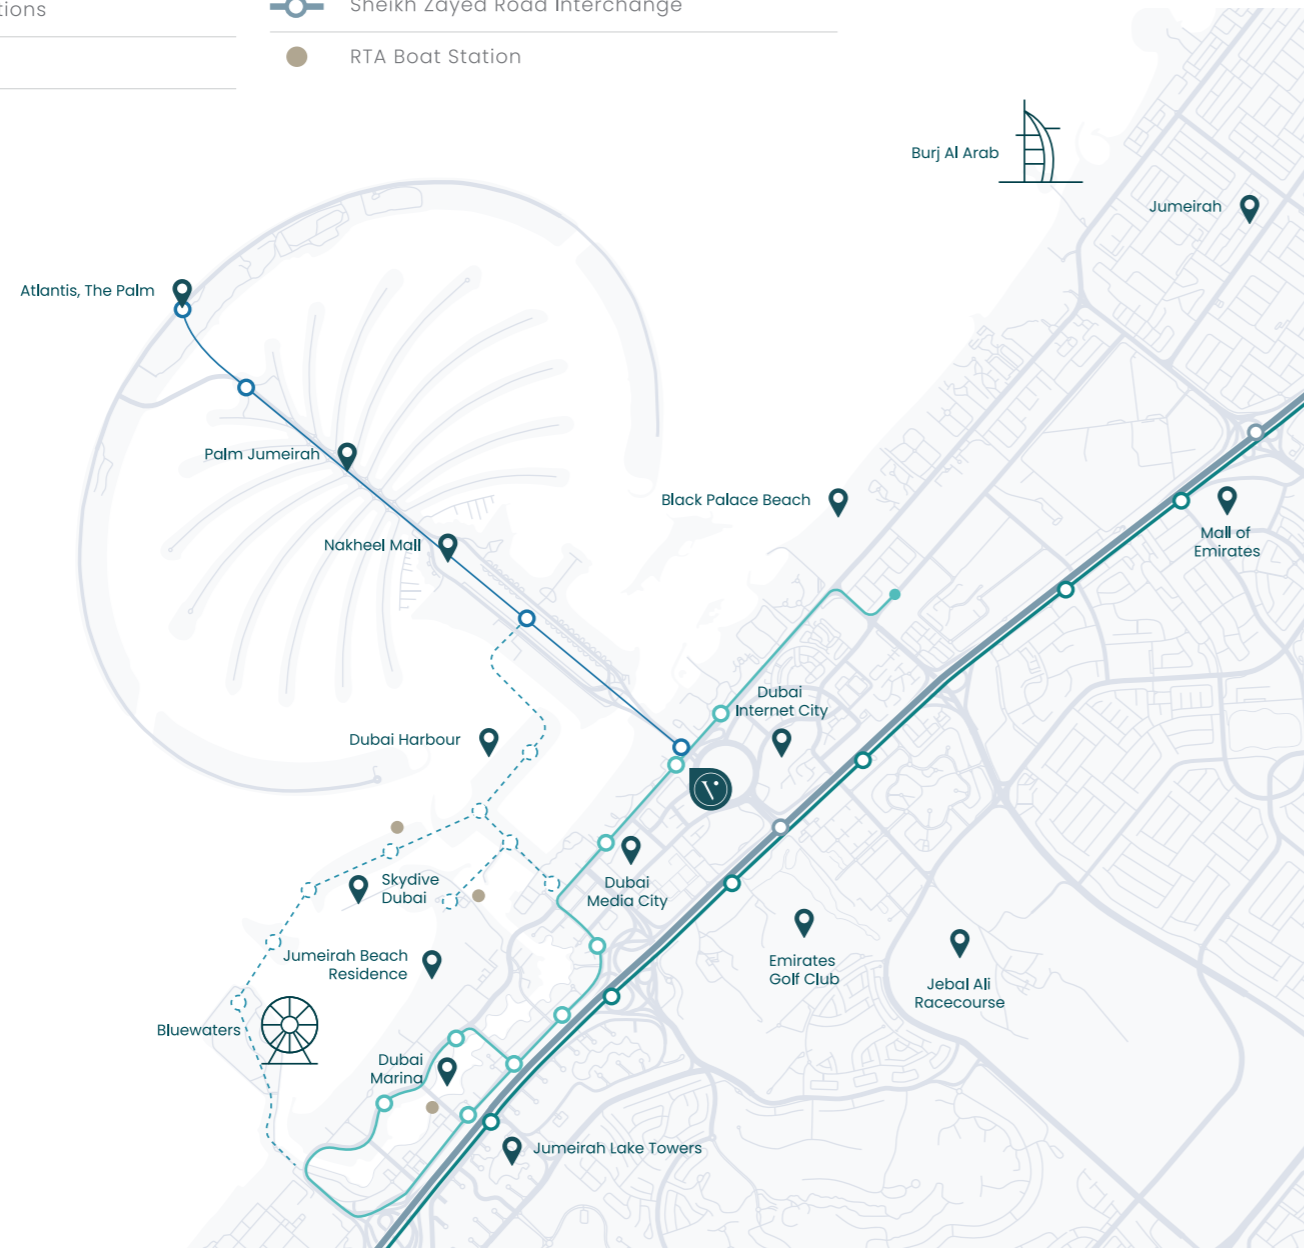 Sheikh Zayed Road Interchange
RTA Boat Station
Burj Al Arab
Jumeirah
Atlantis, The Palm
Palm Jumeirah
Black Palace Beach
Nakheel Mall
Mall of
Emirates
Dubai
Internet City
Dubai Harbour
Skydive
Dubai
Dubai
Media City
Jumeirah Beach
Residence
Emirates
Golf Club
Jebal Ali
Racecourse
Bluewaters
Dubai
Marina
Jumeirah Lake Towers